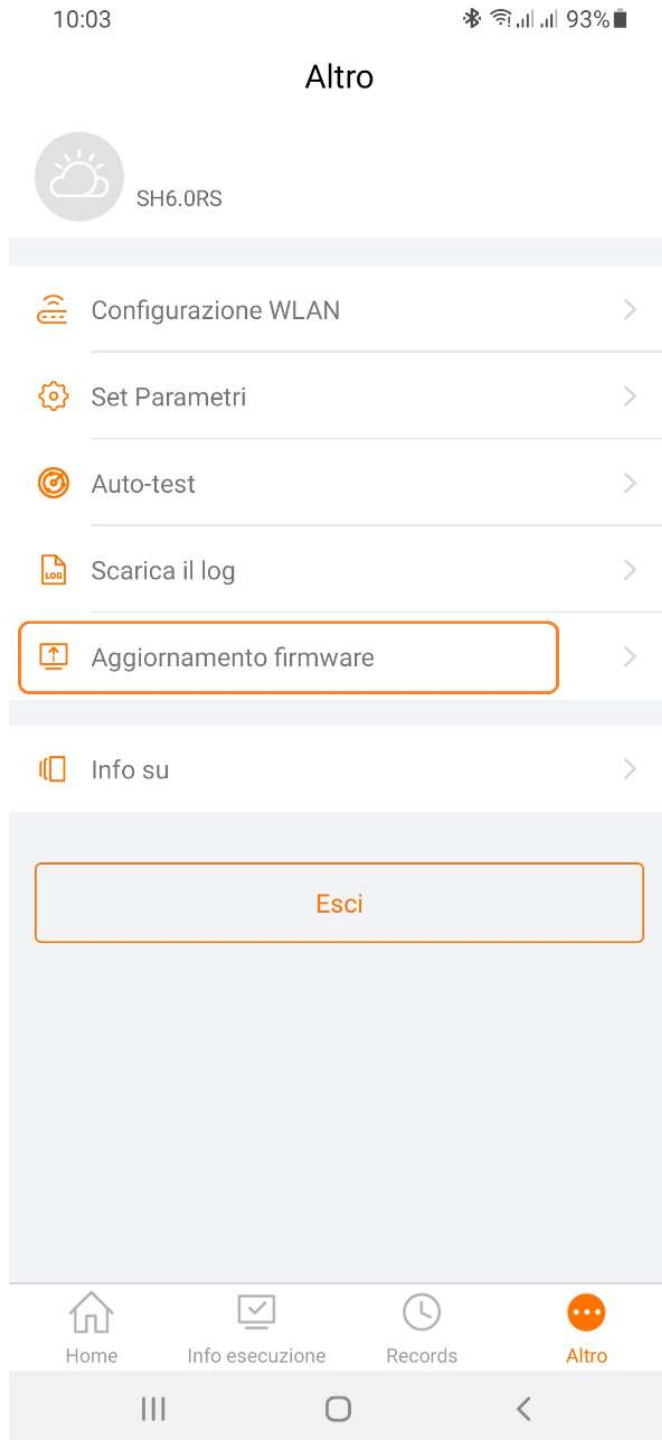 10:03 93%
Altro
SH6.0RS
Configurazione WLAN
Set Parametri
Auto-test
LOG Scarica il log
Aggiornamento firmware
Info su
Esci
Home Info esecuzione Records Altro